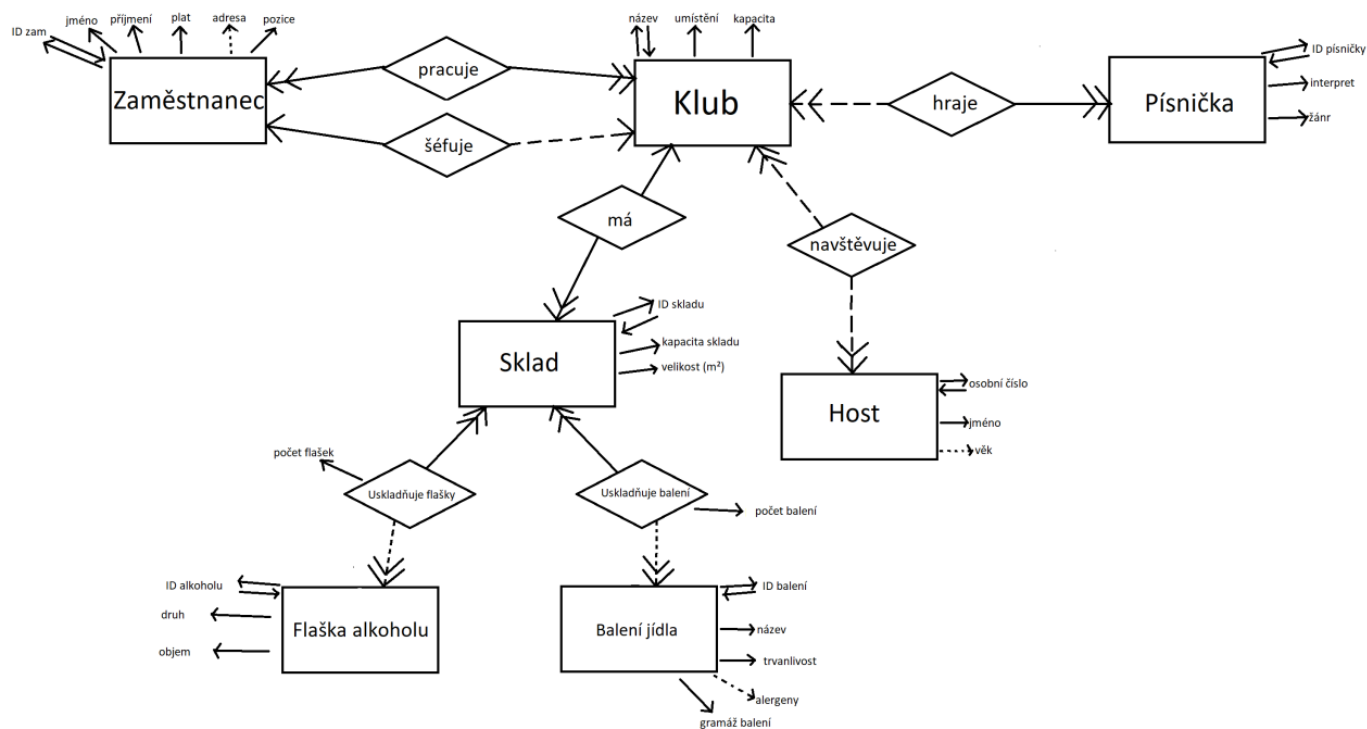 ID zam
jméno
příjmení
plat
adresa
pozice
název
umístění
kapacita
Zaměstnanec
pracuje
Klub
hraje
Písnička
ID písničky
interpret
žánr
šéfuje
má
navštěvuje
Sklad
ID skladu
kapacita skladu
velikost (m²)
Host
osobní číslo
jméno
věk
počet flašek
Uskladňuje flašky
Uskladňuje balení
počet balení
ID alkoholu
druh
objem
Flaška alkoholu
Balení jídla
ID balení
název
trvanlivost
alergeny
gramáž balení